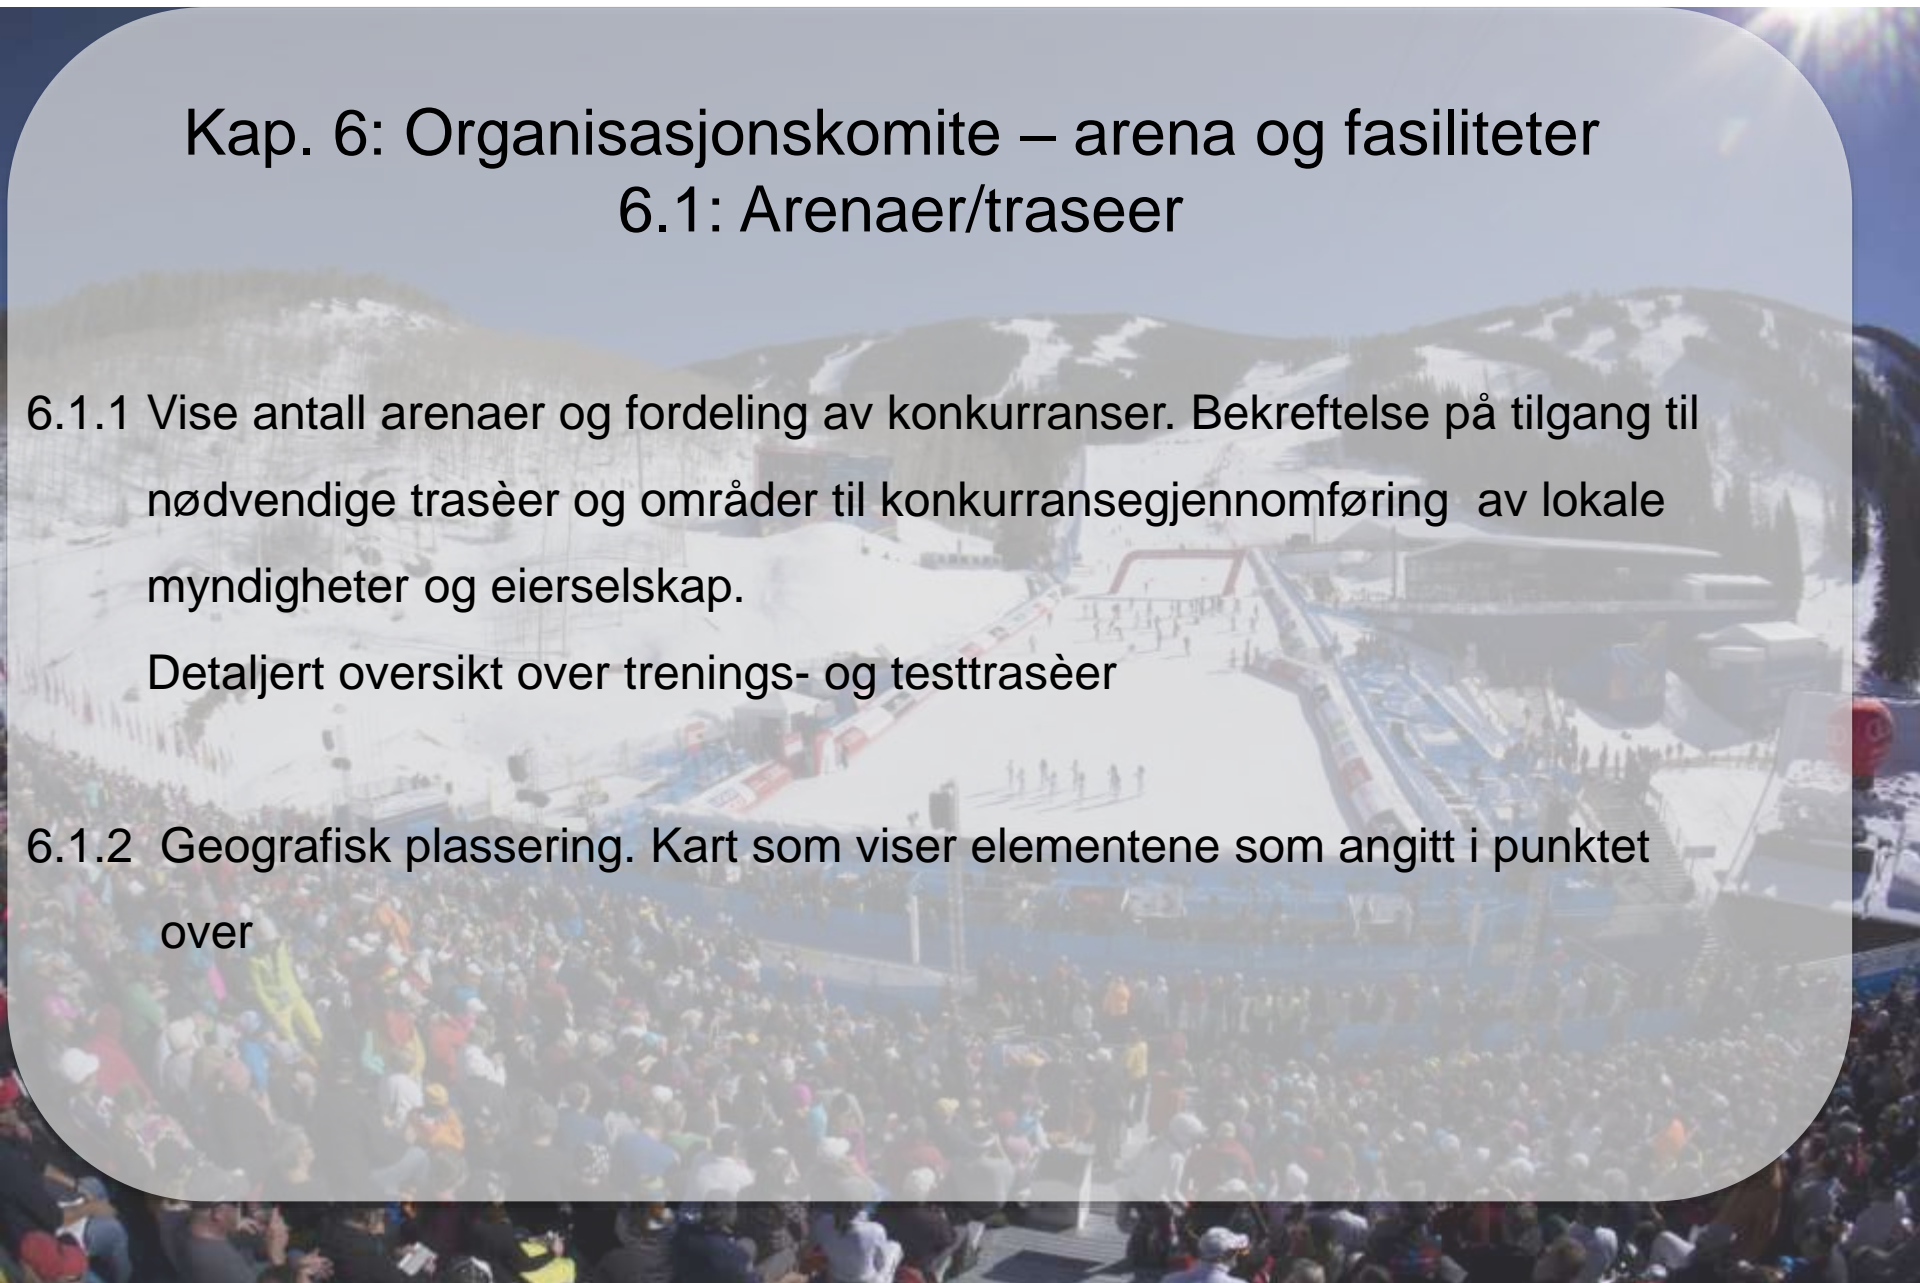 Kap. 6: Organisasjonskomite – arena og fasiliteter
6.1: Arenaer/traseer
6.1.1 Vise antall arenaer og fordeling av konkurranser. Bekreftelse på tilgang til
nødvendige trasèer og områder til konkurransegjennomføring  av lokale
myndigheter og eierselskap.
Detaljert oversikt over trenings- og testtrasèer
6.1.2  Geografisk plassering. Kart som viser elementene som angitt i punktet
over